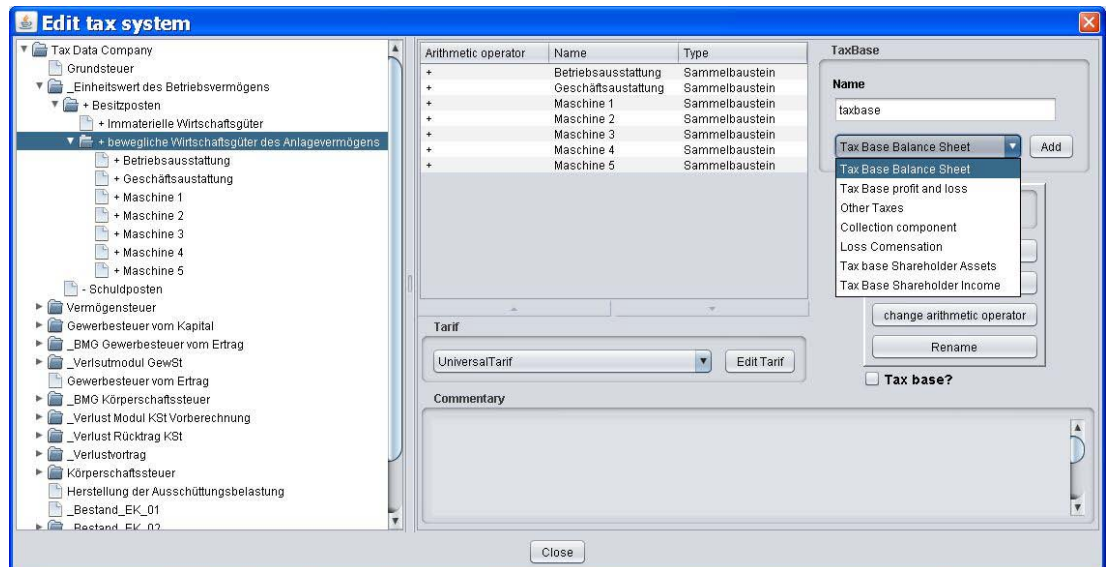 Edit tax system
Tax Data Company
Grundsteuer
_Einheitswert des Betriebsvermögens
+ Besitzposten
+ Immaterielle Wirtschaftsgüter
+ bewegliche Wirtschaftsgüter des Anlagevermögens
+ Betriebsausstattung
+ Geschäftsaustattung
+ Maschine 1
+ Maschine 2
+ Maschine 3
+ Maschine 4
+ Maschine 5
- Schuldposten
Vermögensteuer
Gewerbesteuer vom Kapital
_BMG Gewerbesteuer vom Ertrag
_Verlsutmodul GewSt
Gewerbesteuer vom Ertrag
_BMG Körperschaftssteuer
_Verlust Modul KSt Vorberechnung
_Verlust Rücktrag KSt
_Verlustvortrag
Körperschaftssteuer
Herstellung der Ausschüttungsbelastung
_Bestand_EK_01
_Bestand_EK_02
Arithmetic operator Name Type
+ Betriebsausstattung Sammelbaustein
+ Geschäftsaustattung Sammelbaustein
+ Maschine 1 Sammelbaustein
+ Maschine 2 Sammelbaustein
+ Maschine 3 Sammelbaustein
+ Maschine 4 Sammelbaustein
+ Maschine 5 Sammelbaustein
Tarif
UniversalTarif Edit Tarif
Commentary
TaxBase
Name
taxbase
Tax Base Balance Sheet Add
Tax Base Balance Sheet
Tax Base profit and loss
Other Taxes
Collection component
Loss Comensation
Tax base Shareholder Assets
Tax Base Shareholder Income
change arithmetic operator
Rename
Tax base?
Close